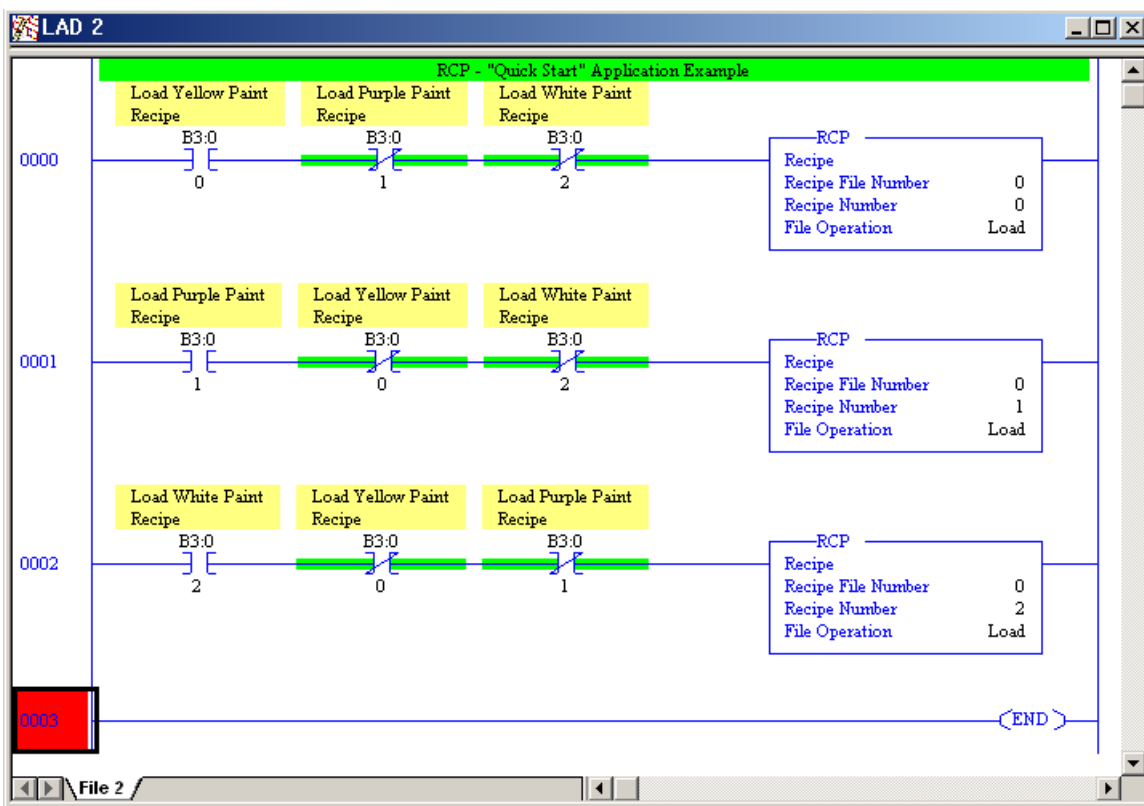 LAD 2
RCP - "Quick Start" Application Example
Load Yellow Paint Recipe
Load Purple Paint Recipe
Load White Paint Recipe
B3:0 B3:0 B3:0
0000
0 1 2
RCP
Recipe
Recipe File Number 0
Recipe Number 0
File Operation Load
Load Purple Paint Recipe
Load Yellow Paint Recipe
Load White Paint Recipe
B3:0 B3:0 B3:0
0001
1 0 2
RCP
Recipe
Recipe File Number 0
Recipe Number 1
File Operation Load
Load White Paint Recipe
Load Yellow Paint Recipe
Load Purple Paint Recipe
B3:0 B3:0 B3:0
0002
2 0 1
RCP
Recipe
Recipe File Number 0
Recipe Number 2
File Operation Load
0003
END
File 2